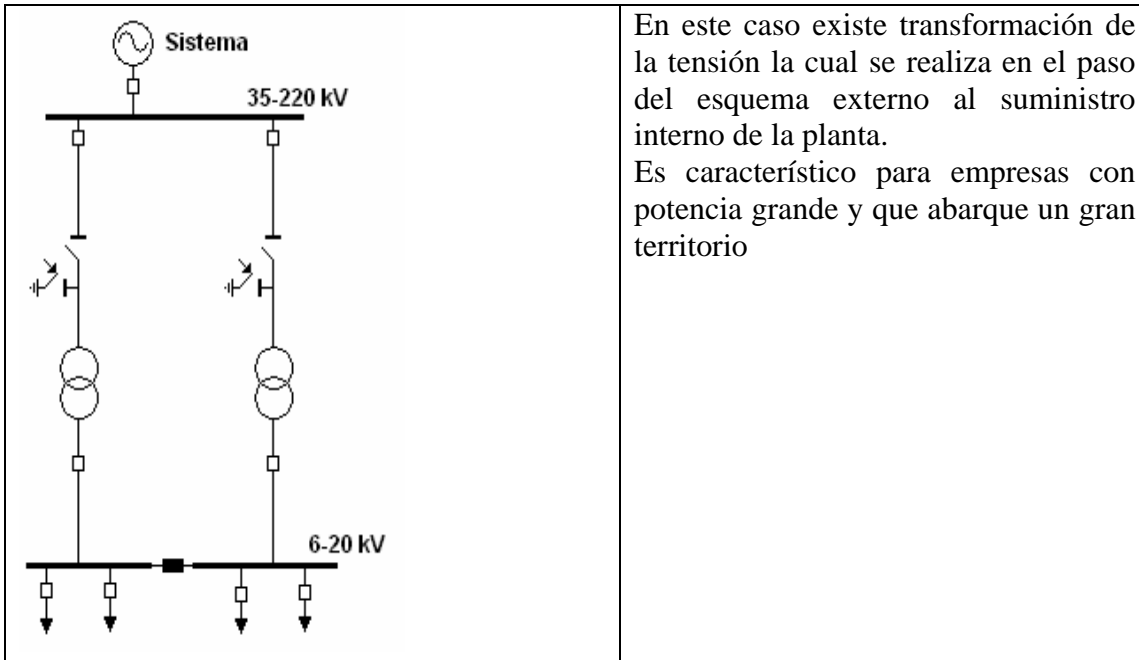 Sistema
35-220 kV
6-20 kV
En este caso existe transformación de
la tensión la cual se realiza en el paso
del esquema externo al suministro
interno de la planta.
Es característico para empresas con
potencia grande y que abarque un gran
territorio